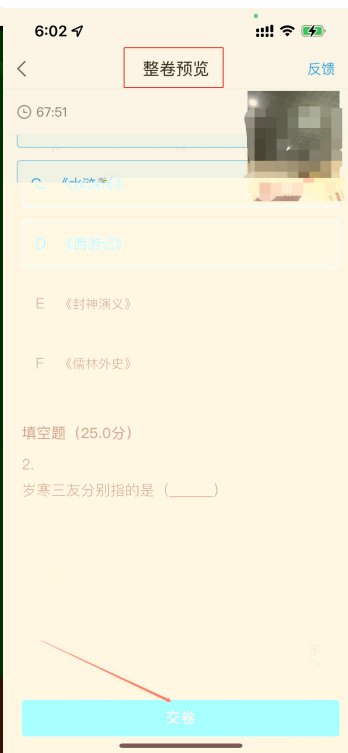 6:02
整卷预览
反馈
67:51
C 《水浒传》
D 《西游记》
E 《封神演义》
F 《儒林外史》
填空题（25.0分）
2.
岁寒三友分别指的是（______）
交卷